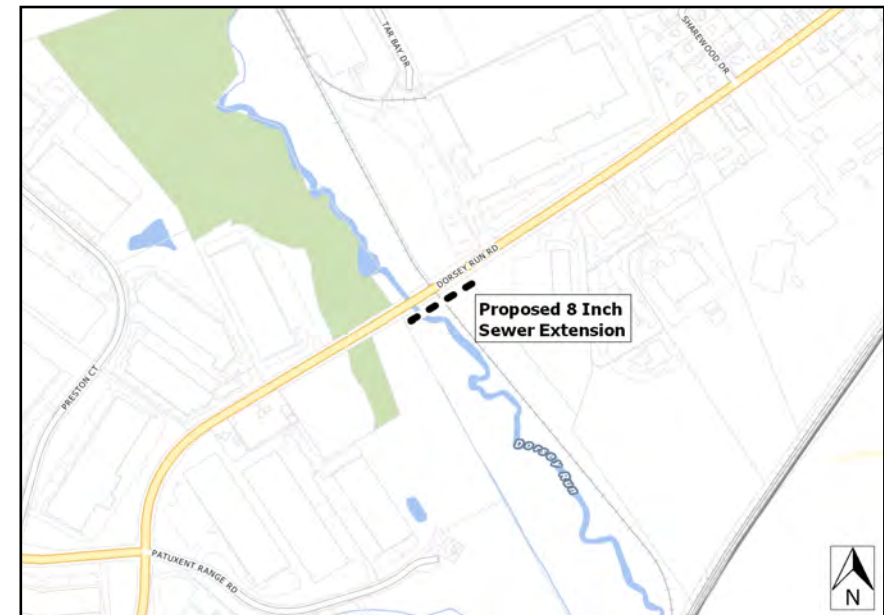 TAR BAY DR
SHAREWOOD DR
DORSEY RUN RD
Proposed 8 Inch
Sewer Extension
PRESTON CT
Dorsey Run
PATUXENT RANGE RD
N